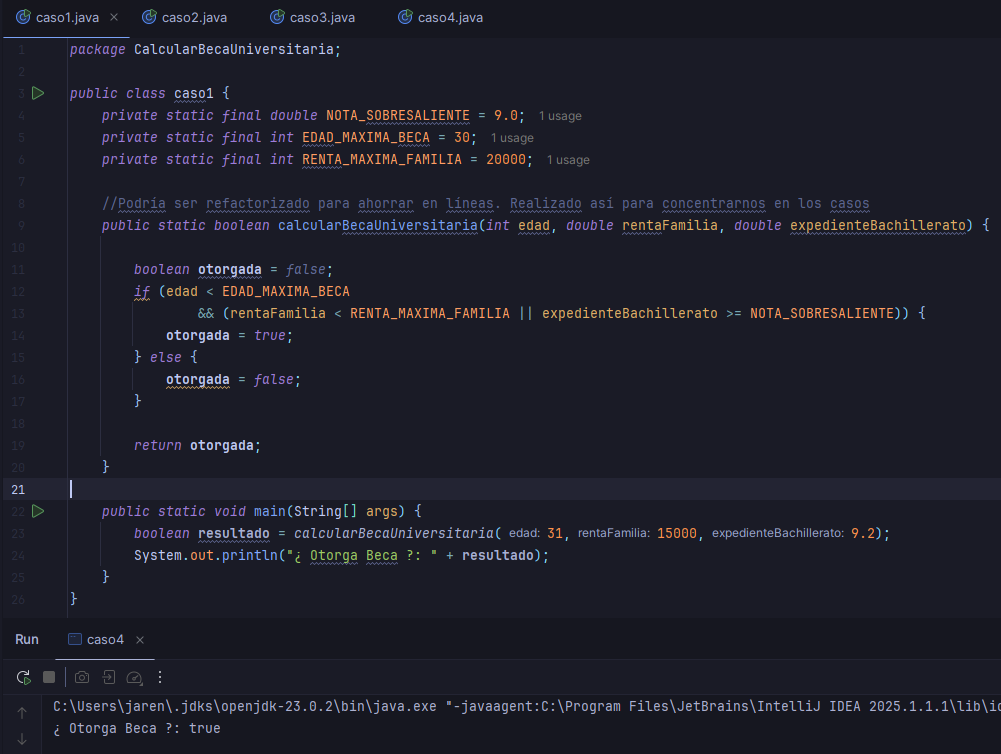 caso1.java × caso2.java caso3.java caso4.java
1 package CalcularBecaUniversitaria;
2
3 public class caso1 {
4 private static final double NOTA_SOBRESALIENTE = 9.0; 1 usage
5 private static final int EDAD_MAXIMA_BECA = 30; 1 usage
6 private static final int RENTA_MAXIMA_FAMILIA = 20000; 1 usage
7
8 //Podria ser refactorizado para ahorrar en líneas. Realizado así para concentrarnos en los casos
9 public static boolean calcularBecaUniversitaria(int edad, double rentaFamilia, double expedienteBachillerato) {
10
11 boolean otorgada = false;
12 if (edad < EDAD_MAXIMA_BECA
13 && (rentaFamilia < RENTA_MAXIMA_FAMILIA || expedienteBachillerato >= NOTA_SOBRESALIENTE)) {
14 otorgada = true;
15 } else {
16 otorgada = false;
17 }
18
19 return otorgada;
20 }
21
22 public static void main(String[] args) {
23 boolean resultado = calcularBecaUniversitaria( edad: 31, rentaFamilia: 15000, expedienteBachillerato: 9.2);
24 System.out.println("¿ Otorga Beca ?: " + resultado);
25 }
26 }
Run caso4 ×
C:\Users\jaren\.jdks\openjdk-23.0.2\bin\java.exe "-javaagent:C:\Program Files\JetBrains\IntelliJ IDEA 2025.1.1.1\lib\
¿ Otorga Beca ?: true